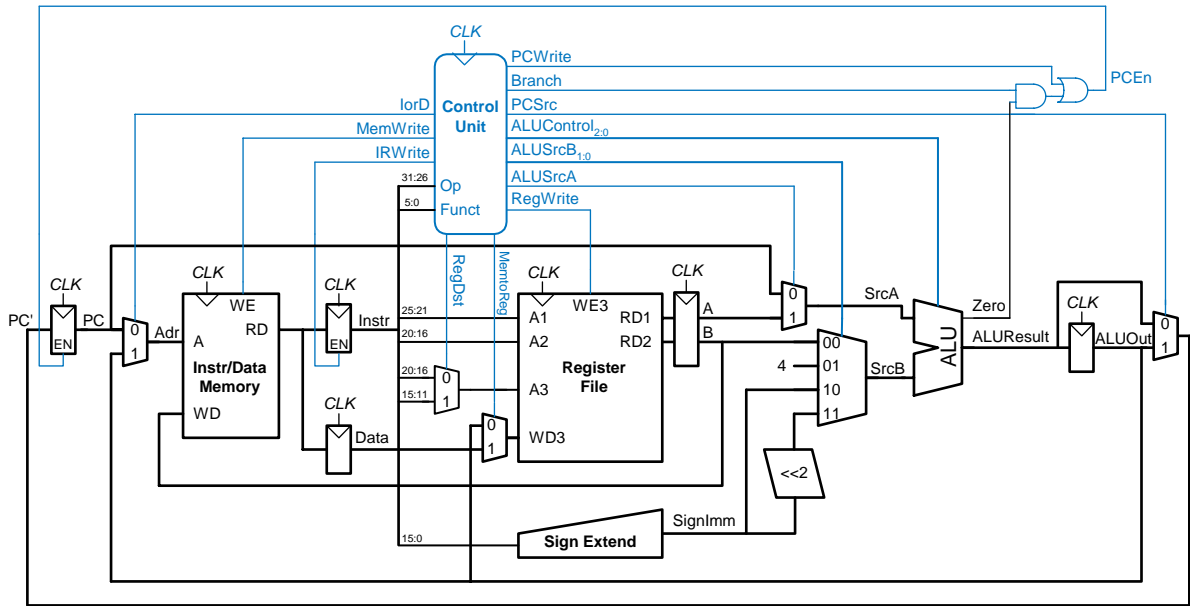 CLK
PCWrite
Branch
PCEn
IorD
Control
Unit
PCSrc
MemWrite
ALUControl2:0
IRWrite
ALUSrcB1:0
31:26
Op
ALUSrcA
5:0
Funct
RegWrite
RegDst
MemtoReg
CLK
CLK
CLK
CLK
CLK
CLK
PC'
PC
EN
0
1
Adr
WE
A
RD
Instr/Data
Memory
WD
Instr
EN
CLK
Data
25:21
20:16
20:16
15:11
0
1
0
1
WE3
A1
A2
A3
WD3
RD1
RD2
Register
File
A
B
0
1
SrcA
00
01
10
11
4
SrcB
Zero
ALU
ALUResult
ALUOut
0
1
<<2
15:0
Sign Extend
SignImm